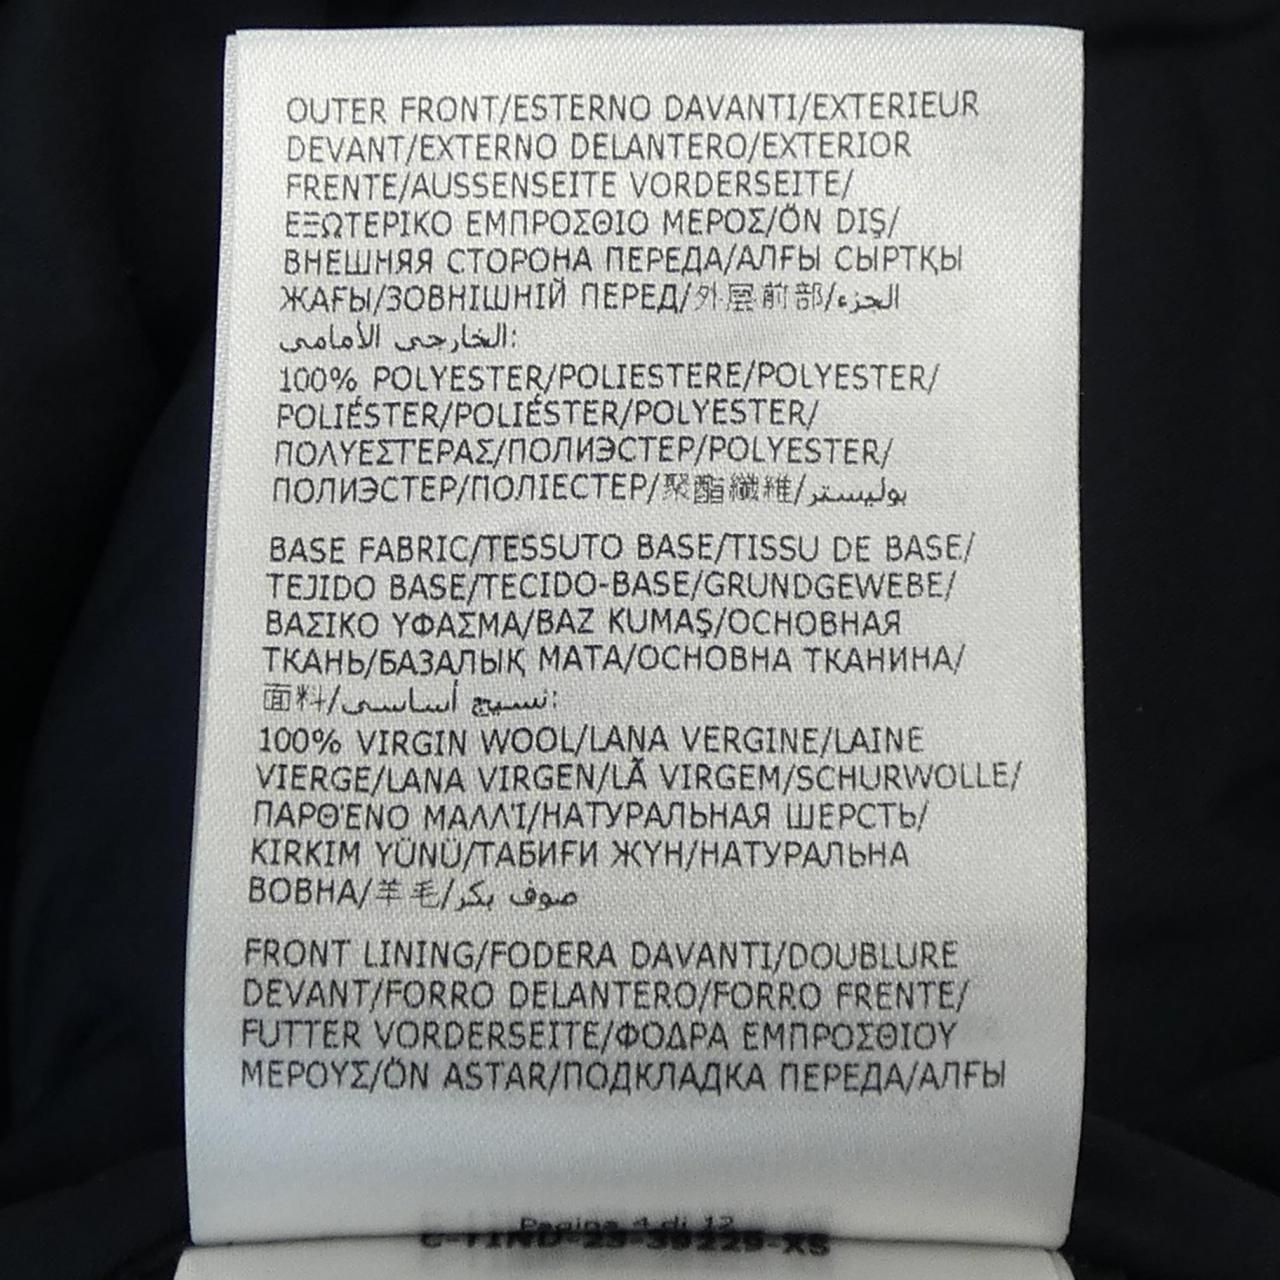 OUTER FRONT/ESTERNO DAVANTI/EXTERIEUR
DEVANT/EXTERNO DELANTERO/EXTERIOR
FRENTE/AUSSENSEITE VORDERSEITE/
ΕΞΩΤΕΡΙΚΟ ΕΜΠΡΟΣΘΙΟ ΜΕΡΟΣ/ÖN DIŞ/
ВНЕШНЯЯ СТОРОНА ПЕРЕДА/АЛҒЫ СЫРТҚЫ
ЖАҒЫ/ЗОВНІШНІЙ ПЕРЕД/外层前部/الجزء
الخارجي الأمامي:
100% POLYESTER/POLIESTERE/POLYESTER/
POLIÉSTER/POLIÉSTER/POLYESTER/
ΠΟΛΥΕΣΤΕΡΑΣ/ПОЛИЭСТЕР/POLYESTER/
ПОЛИЭСТЕР/ПОЛІЕСТЕР/聚酯纖維/بوليستر
BASE FABRIC/TESSUTO BASE/TISSU DE BASE/
TEJIDO BASE/TECIDO-BASE/GRUNDGEWEBE/
ΒΑΣΙΚΟ ΥΦΑΣΜΑ/BAZ KUMAŞ/ОСНОВНАЯ
ТКАНЬ/БАЗАЛЫҚ МАТА/ОСНОВНА ТКАНИНА/
面料/نسيج أساسي:
100% VIRGIN WOOL/LANA VERGINE/LAINE
VIERGE/LANA VIRGEN/LÃ VIRGEM/SCHURWOLLE/
ΠΑΡΘΈΝΟ ΜΑΛΛΊ/НАТУРАЛЬНАЯ ШЕРСТЬ/
KIRKIM YÜNÜ/ТАБИҒИ ЖҮН/НАТУРАЛЬНА
ВОВНА/羊毛/صوف بكر
FRONT LINING/FODERA DAVANTI/DOUBLURE
DEVANT/FORRO DELANTERO/FORRO FRENTE/
FUTTER VORDERSEITE/ΦΟΔΡΑ ΕΜΠΡΟΣΘΙΟΥ
ΜΕΡΟΥΣ/ÖN ASTAR/ПОДКЛАДКА ПЕРЕДА/АЛҒЫ
Pagina 4 di 12